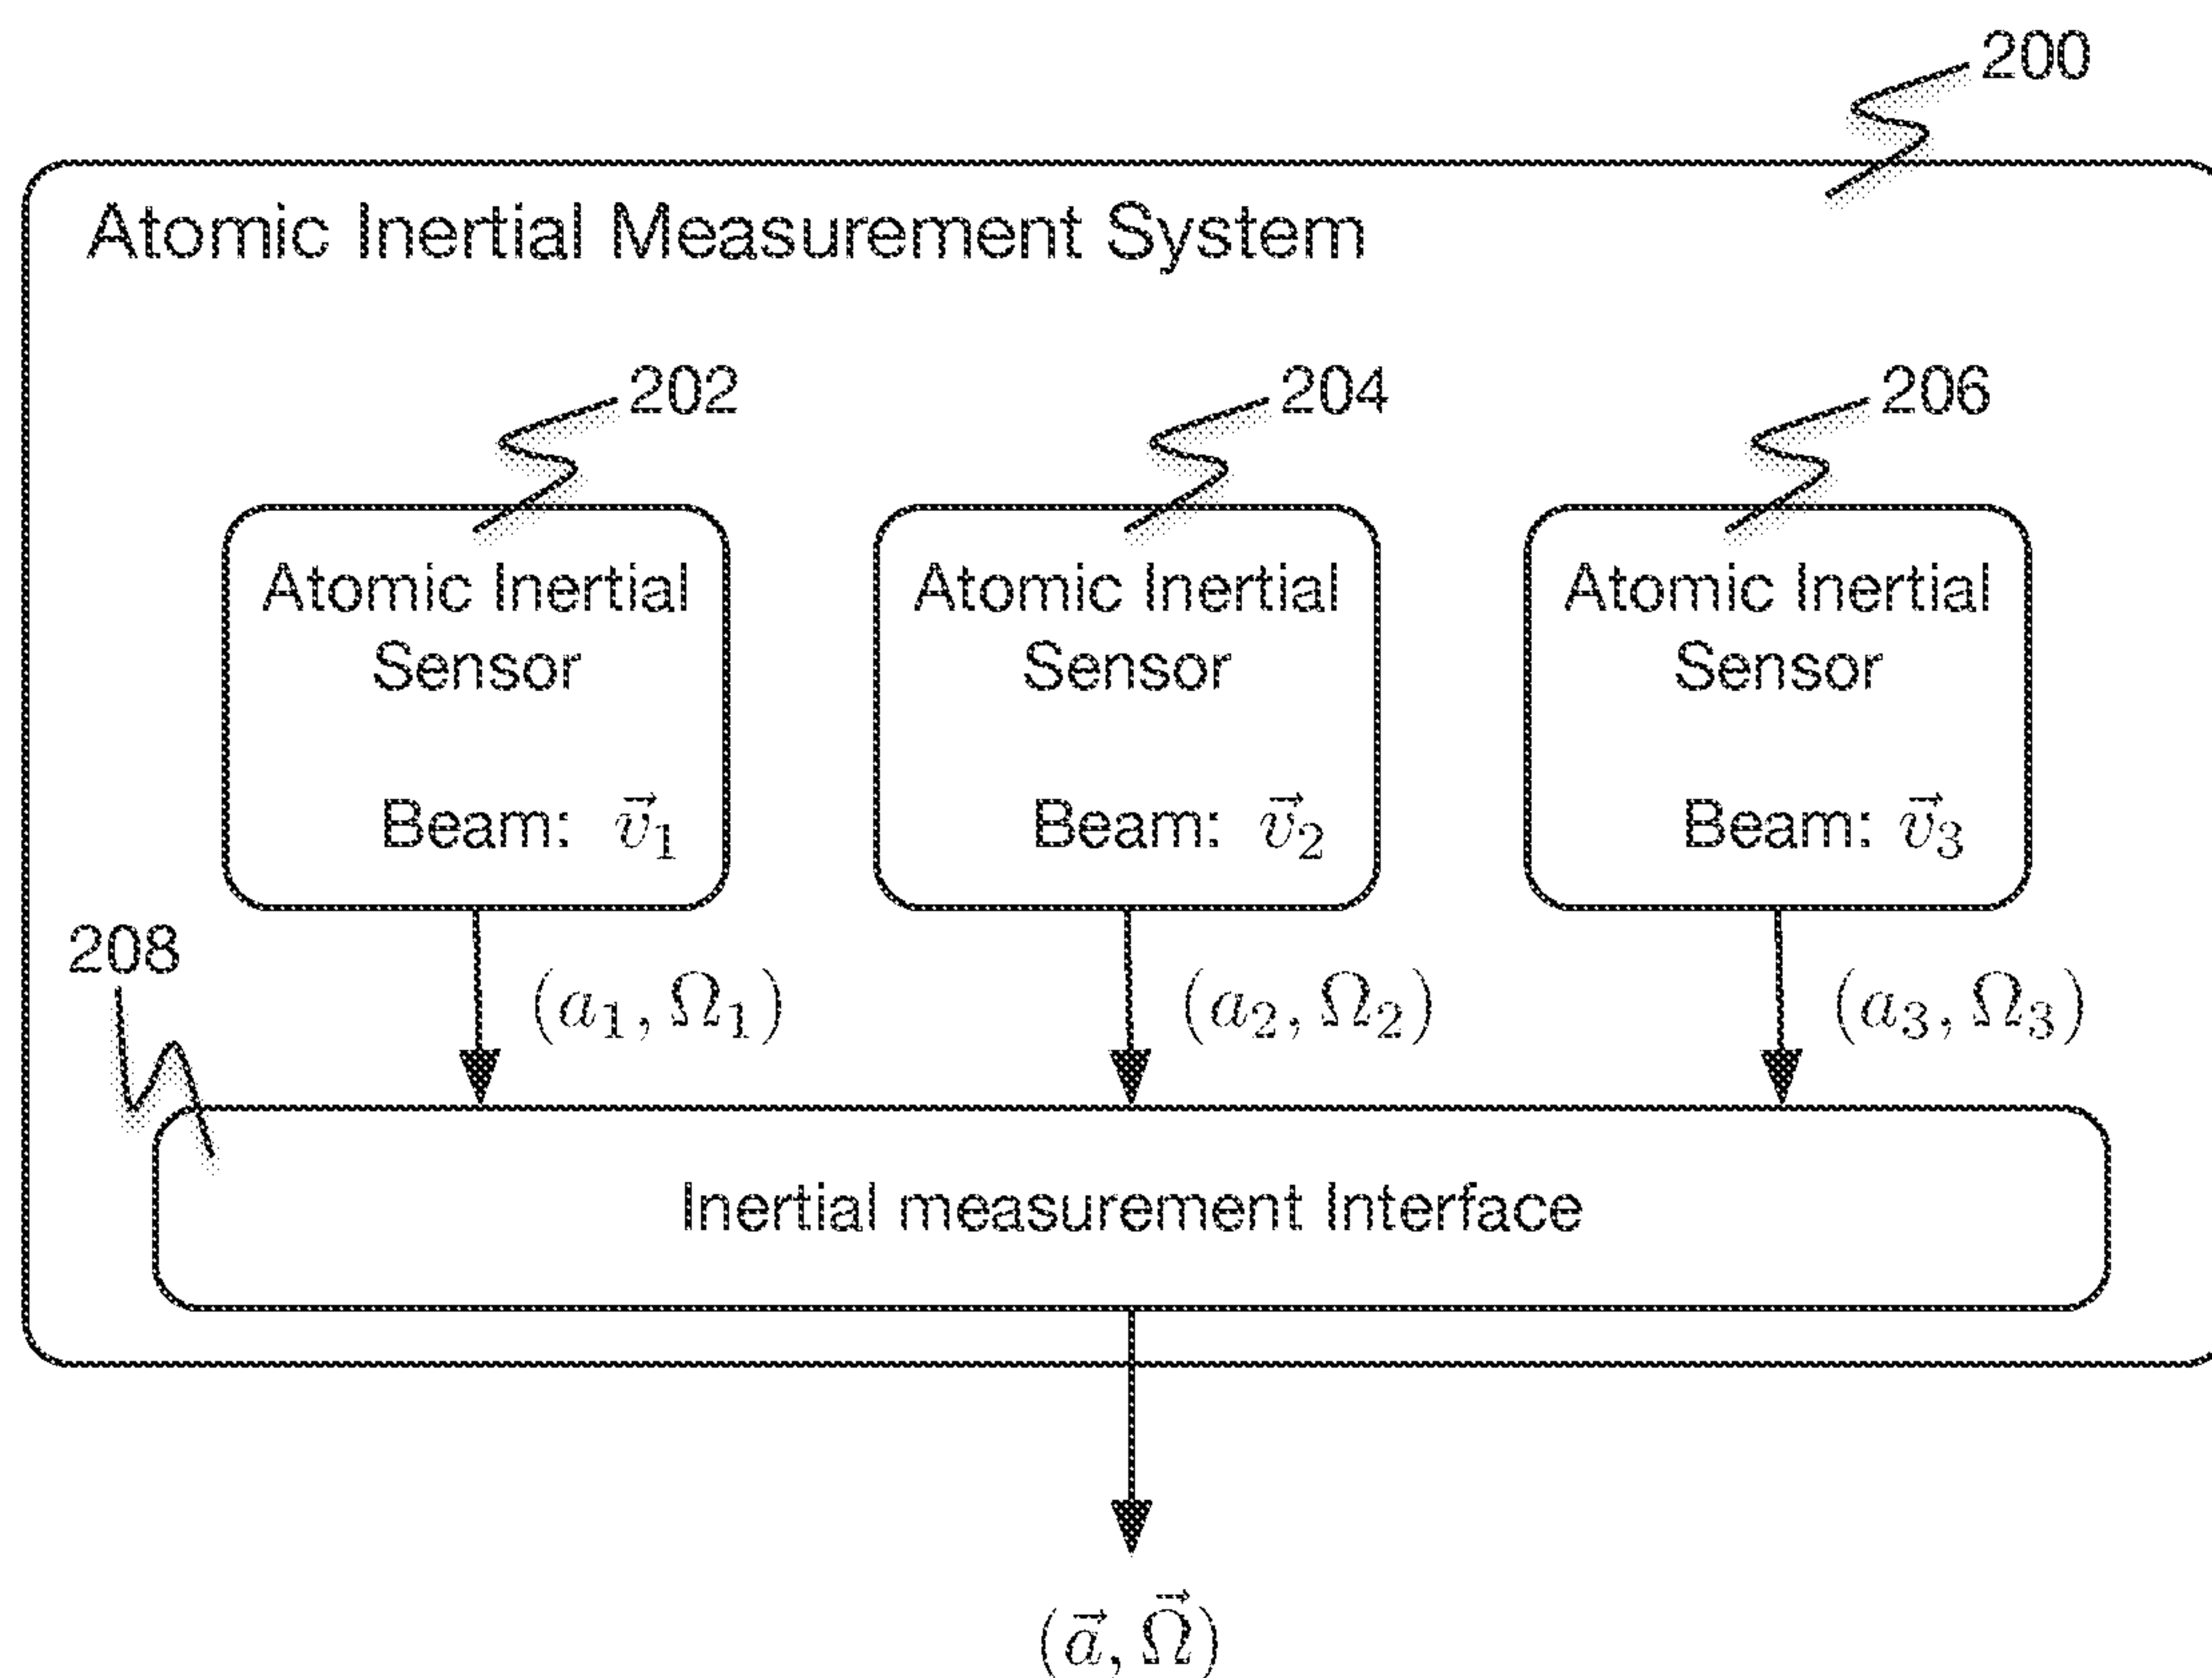 200
Atomic Inertial Measurement System
202
204
206
Atomic Inertial
Sensor
Beam: v⃗₁
Atomic Inertial
Sensor
Beam: v⃗₂
Atomic Inertial
Sensor
Beam: v⃗₃
208
(a₁, Ω₁)
(a₂, Ω₂)
(a₃, Ω₃)
Inertial measurement Interface
(a⃗, Ω⃗)